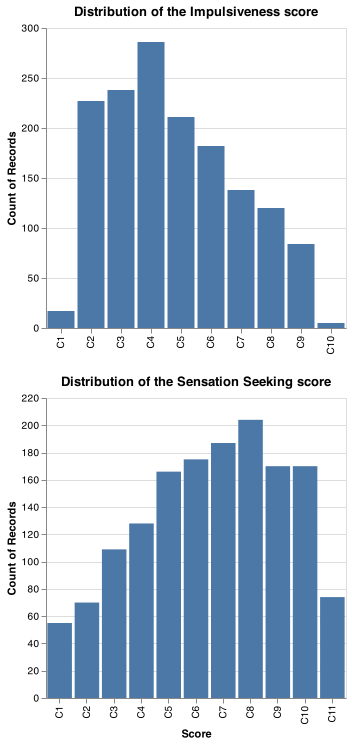 Distribution of the Impulsiveness score
300
250
200
150
100
50
0
Count of Records
C1 C2 C3 C4 C5 C6 C7 C8 C9 C10
Distribution of the Sensation Seeking score
220
200
180
160
140
120
100
80
60
40
20
0
Count of Records
C1 C2 C3 C4 C5 C6 C7 C8 C9 C10 C11
Score